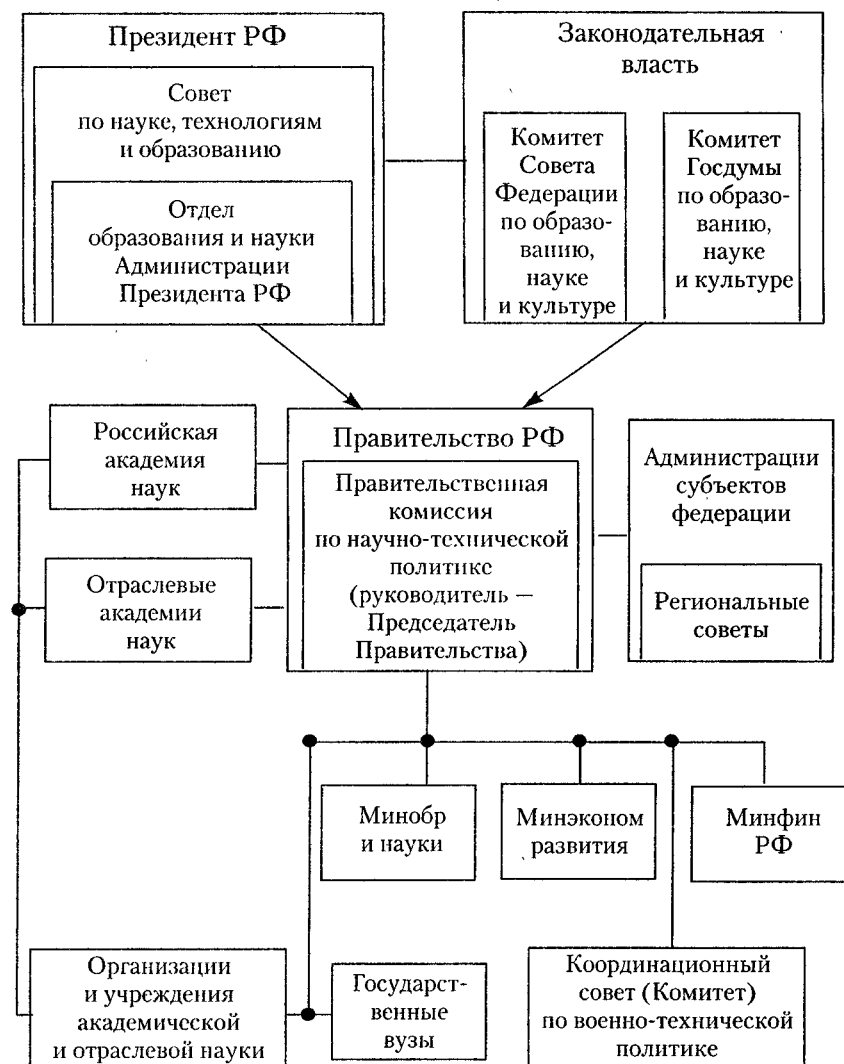 Президент РФ
Совет
по науке, технологиям
и образованию
Отдел
образования и науки
Администрации
Президента РФ
Законодательная
власть
Комитет
Совета
Федерации
по образо-
ванию,
науке
и культуре
Комитет
Госдумы
по образо-
ванию,
науке
и культуре
Российская
академия
наук
Отраслевые
академии
наук
Правительство РФ
Правительственная
комиссия
по научно-технической
политике
(руководитель —
Председатель
Правительства)
Администрации
субъектов
федерации
Региональные
советы
Минобр
и науки
Минэконом
развития
Минфин
РФ
Организации
и учреждения
академической
и отраслевой науки
Государст-
венные
вузы
Координационный
совет (Комитет)
по военно-технической
политике